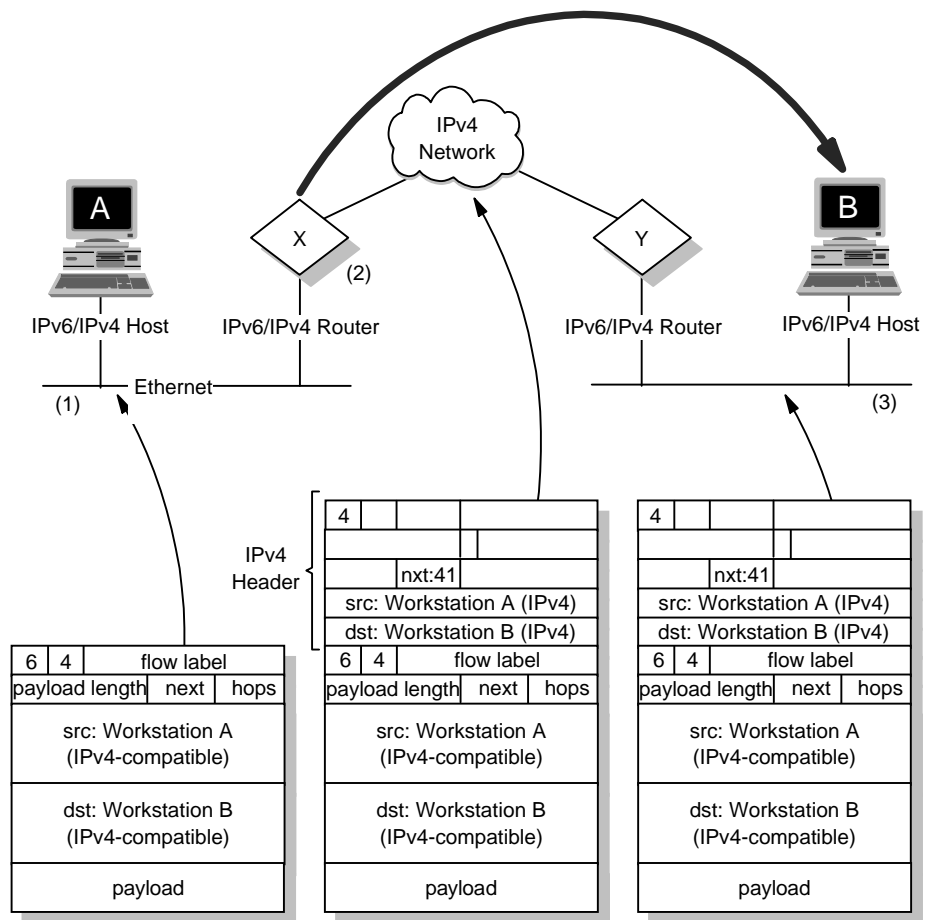 IPv4
Network
A
B
X
Y
(2)
IPv6/IPv4 Host
IPv6/IPv4 Router
IPv6/IPv4 Router
IPv6/IPv4 Host
Ethernet
(1)
(3)
IPv4
Header
4
nxt:41
src: Workstation A (IPv4)
dst: Workstation B (IPv4)
4
nxt:41
src: Workstation A (IPv4)
dst: Workstation B (IPv4)
6 4 flow label
payload length next hops
src: Workstation A
(IPv4-compatible)
dst: Workstation B
(IPv4-compatible)
payload
6 4 flow label
payload length next hops
src: Workstation A
(IPv4-compatible)
dst: Workstation B
(IPv4-compatible)
payload
6 4 flow label
payload length next hops
src: Workstation A
(IPv4-compatible)
dst: Workstation B
(IPv4-compatible)
payload